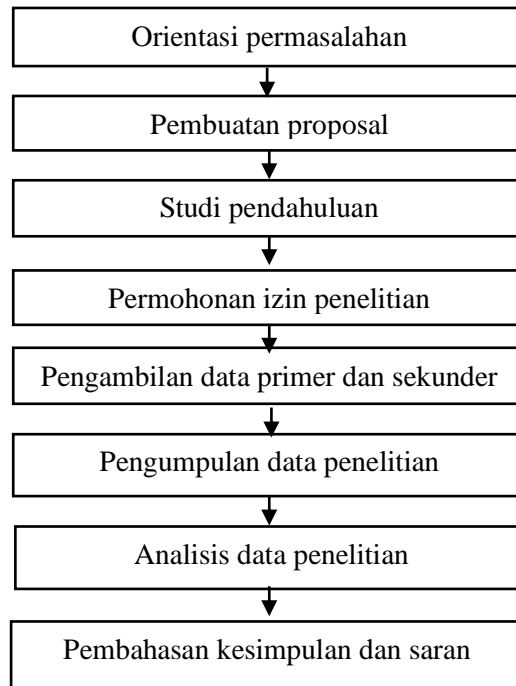 Orientasi permasalahan
Pembuatan proposal
Studi pendahuluan
Permohonan izin penelitian
Pengambilan data primer dan sekunder
Pengumpulan data penelitian
Analisis data penelitian
Pembahasan kesimpulan dan saran